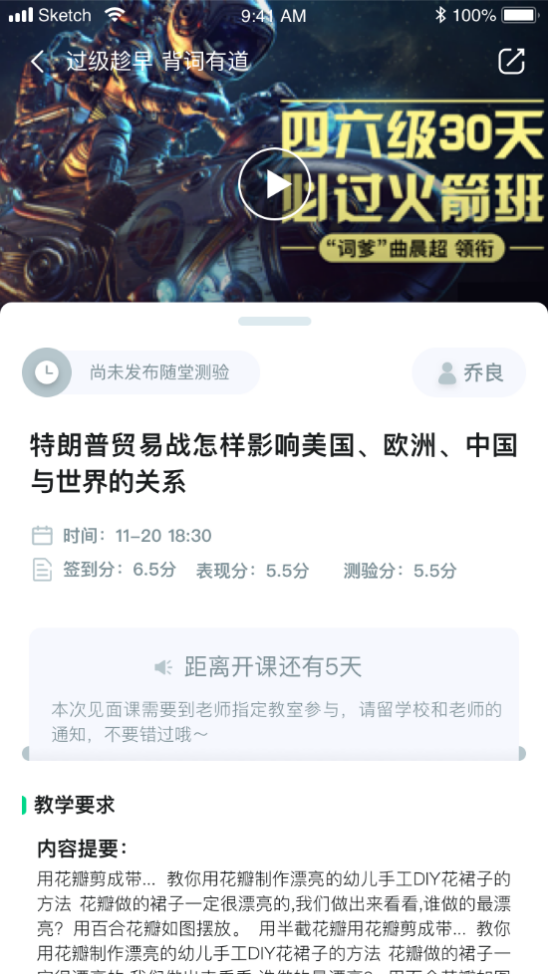 Sketch 9:41 AM 100%
过级趁早 背词有道
四六级30天
必过火箭班
“词爹”曲晨超 领衔
尚未发布随堂测验
乔良
特朗普贸易战怎样影响美国、欧洲、中国
与世界的关系
时间：11-20 18:30
签到分：6.5分 表现分：5.5分 测验分：5.5分
距离开课还有5天
本次见面课需要到老师指定教室参与，请留学校和老师的
通知，不要错过哦～
教学要求
内容提要：
用花瓣剪成带... 教你用花瓣制作漂亮的幼儿手工DIY花裙子的
方法 花瓣做的裙子一定很漂亮的,我们做出来看看,谁做的最漂
亮？用百合花瓣如图摆放。 用半截花瓣用花瓣剪成带... 教你
用花瓣制作漂亮的幼儿手工DIY花裙子的方法 花瓣做的裙子一